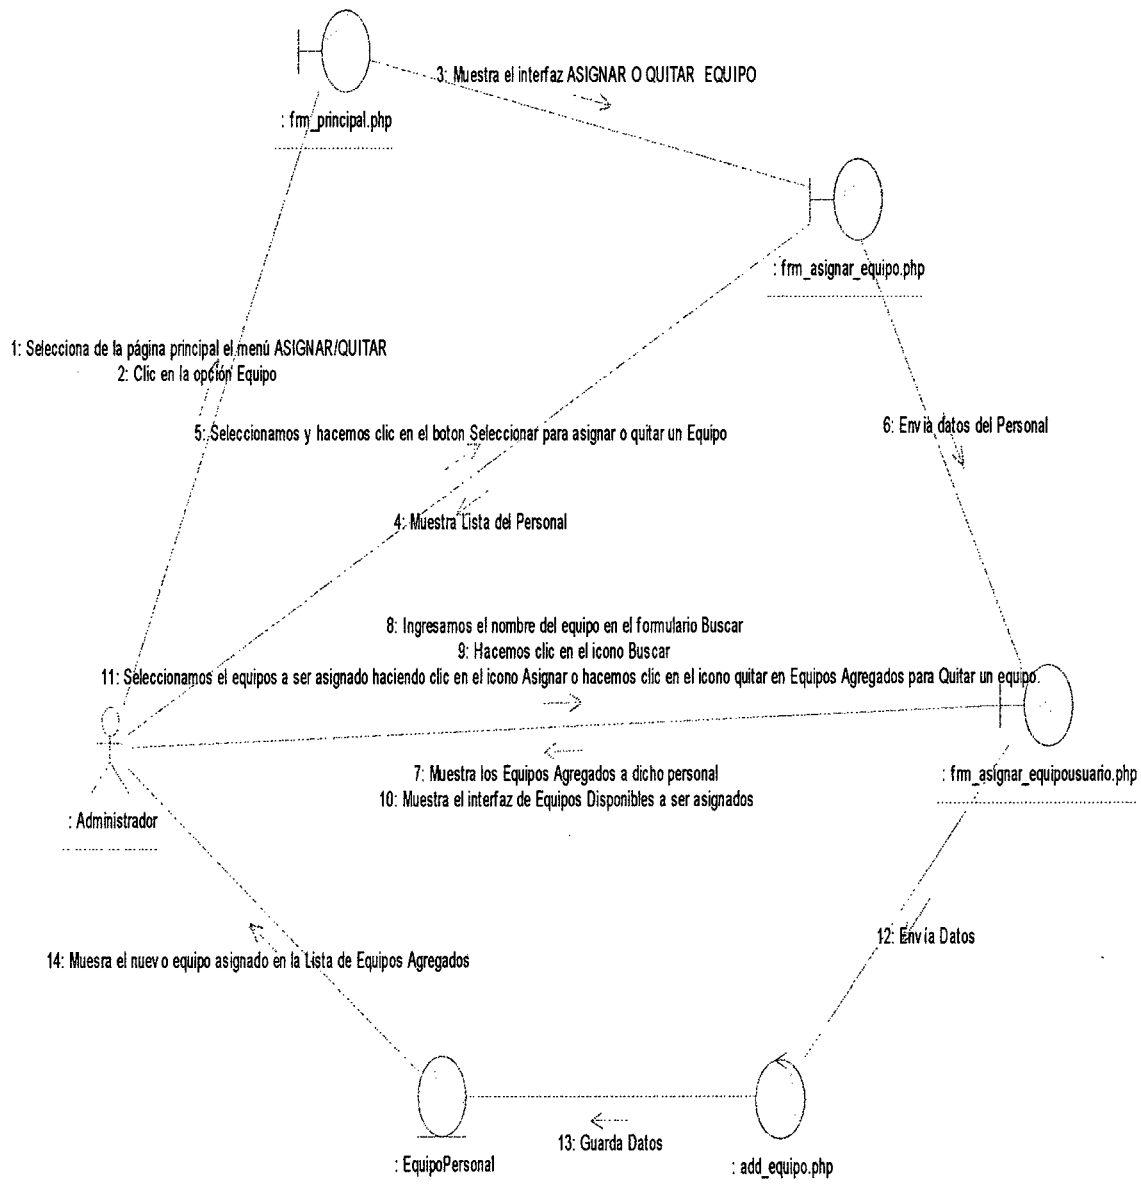 3: Muestra el interfaz ASIGNAR O QUITAR EQUIPO
: frm_principal.php
: frm_asignar_equipo.php
1: Selecciona de la página principal el menú ASIGNAR/QUITAR
2: Clic en la opción Equipo
5: Seleccionamos y hacemos clic en el boton Seleccionar para asignar o quitar un Equipo
6: Envia datos del Personal
4: Muestra Lista del Personal
8: Ingresamos el nombre del equipo en el formulario Buscar
9: Hacemos clic en el icono Buscar
11: Seleccionamos el equipos a ser asignado haciendo clic en el icono Asignar o hacemos clic en el icono quitar en Equipos Agregados para Quitar un equipo.
7: Muestra los Equipos Agregados a dicho personal
10: Muestra el interfaz de Equipos Disponibles a ser asignados
: frm_asignar_equipousuario.php
: Administrador
12: Envía Datos
14: Muesra el nuevo equipo asignado en la Lista de Equipos Agregados
13: Guarda Datos
: EquipoPersonal
: add_equipo.php